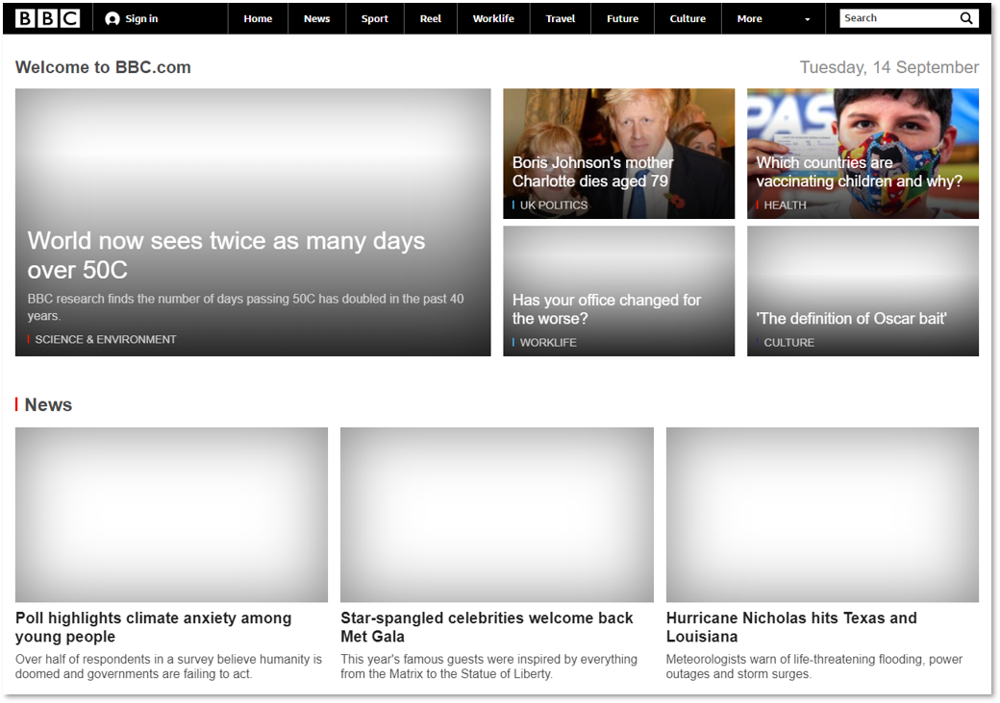 BBC Sign in Home News Sport Reel Worklife Travel Future Culture More Search
Welcome to BBC.com
Tuesday, 14 September
World now sees twice as many days
over 50C
BBC research finds the number of days passing 50C has doubled in the past 40
years.
SCIENCE & ENVIRONMENT
Boris Johnson's mother
Charlotte dies aged 79
UK POLITICS
PAS
Which countries are
vaccinating children and why?
HEALTH
Has your office changed for
the worse?
WORKLIFE
'The definition of Oscar bait'
CULTURE
News
Poll highlights climate anxiety among
young people
Over half of respondents in a survey believe humanity is
doomed and governments are failing to act.
Star-spangled celebrities welcome back
Met Gala
This year's famous guests were inspired by everything
from the Matrix to the Statue of Liberty.
Hurricane Nicholas hits Texas and
Louisiana
Meteorologists warn of life-threatening flooding, power
outages and storm surges.